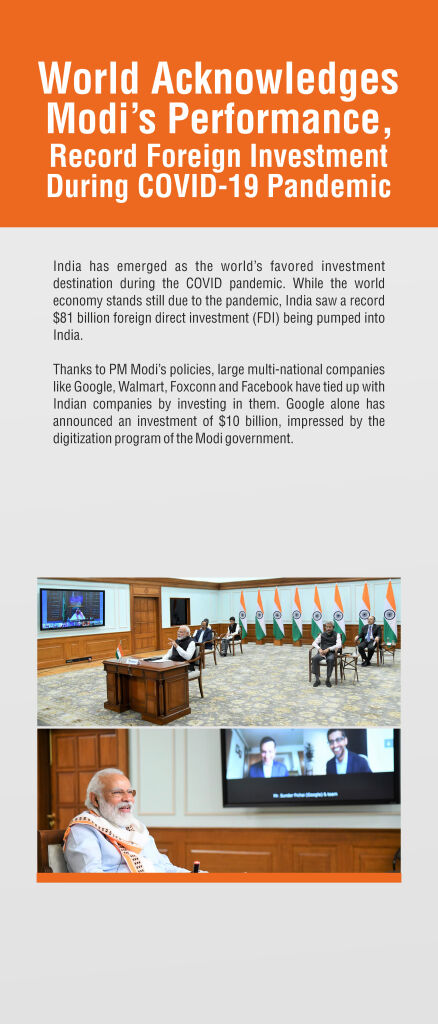 World Acknowledges
Modi's Performance,
Record Foreign Investment
During COVID-19 Pandemic
India has emerged as the world's favored investment
destination during the COVID pandemic. While the world
economy stands still due to the pandemic, India saw a record
$81 billion foreign direct investment (FDI) being pumped into
India.
Thanks to PM Modi's policies, large multi-national companies
like Google, Walmart, Foxconn and Facebook have tied up with
Indian companies by investing in them. Google alone has
announced an investment of $10 billion, impressed by the
digitization program of the Modi government.
Mr. Sundar Pichai (Google) & team